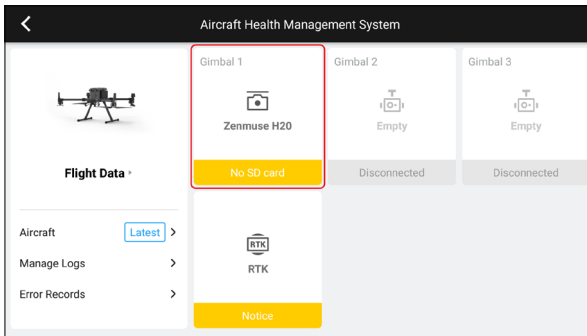 Aircraft Health Management System
Gimbal 1
Zenmuse H20
No SD card
Gimbal 2
Empty
Disconnected
Gimbal 3
Empty
Disconnected
Flight Data
Aircraft Latest
Manage Logs
Error Records
RTK
RTK
Notice